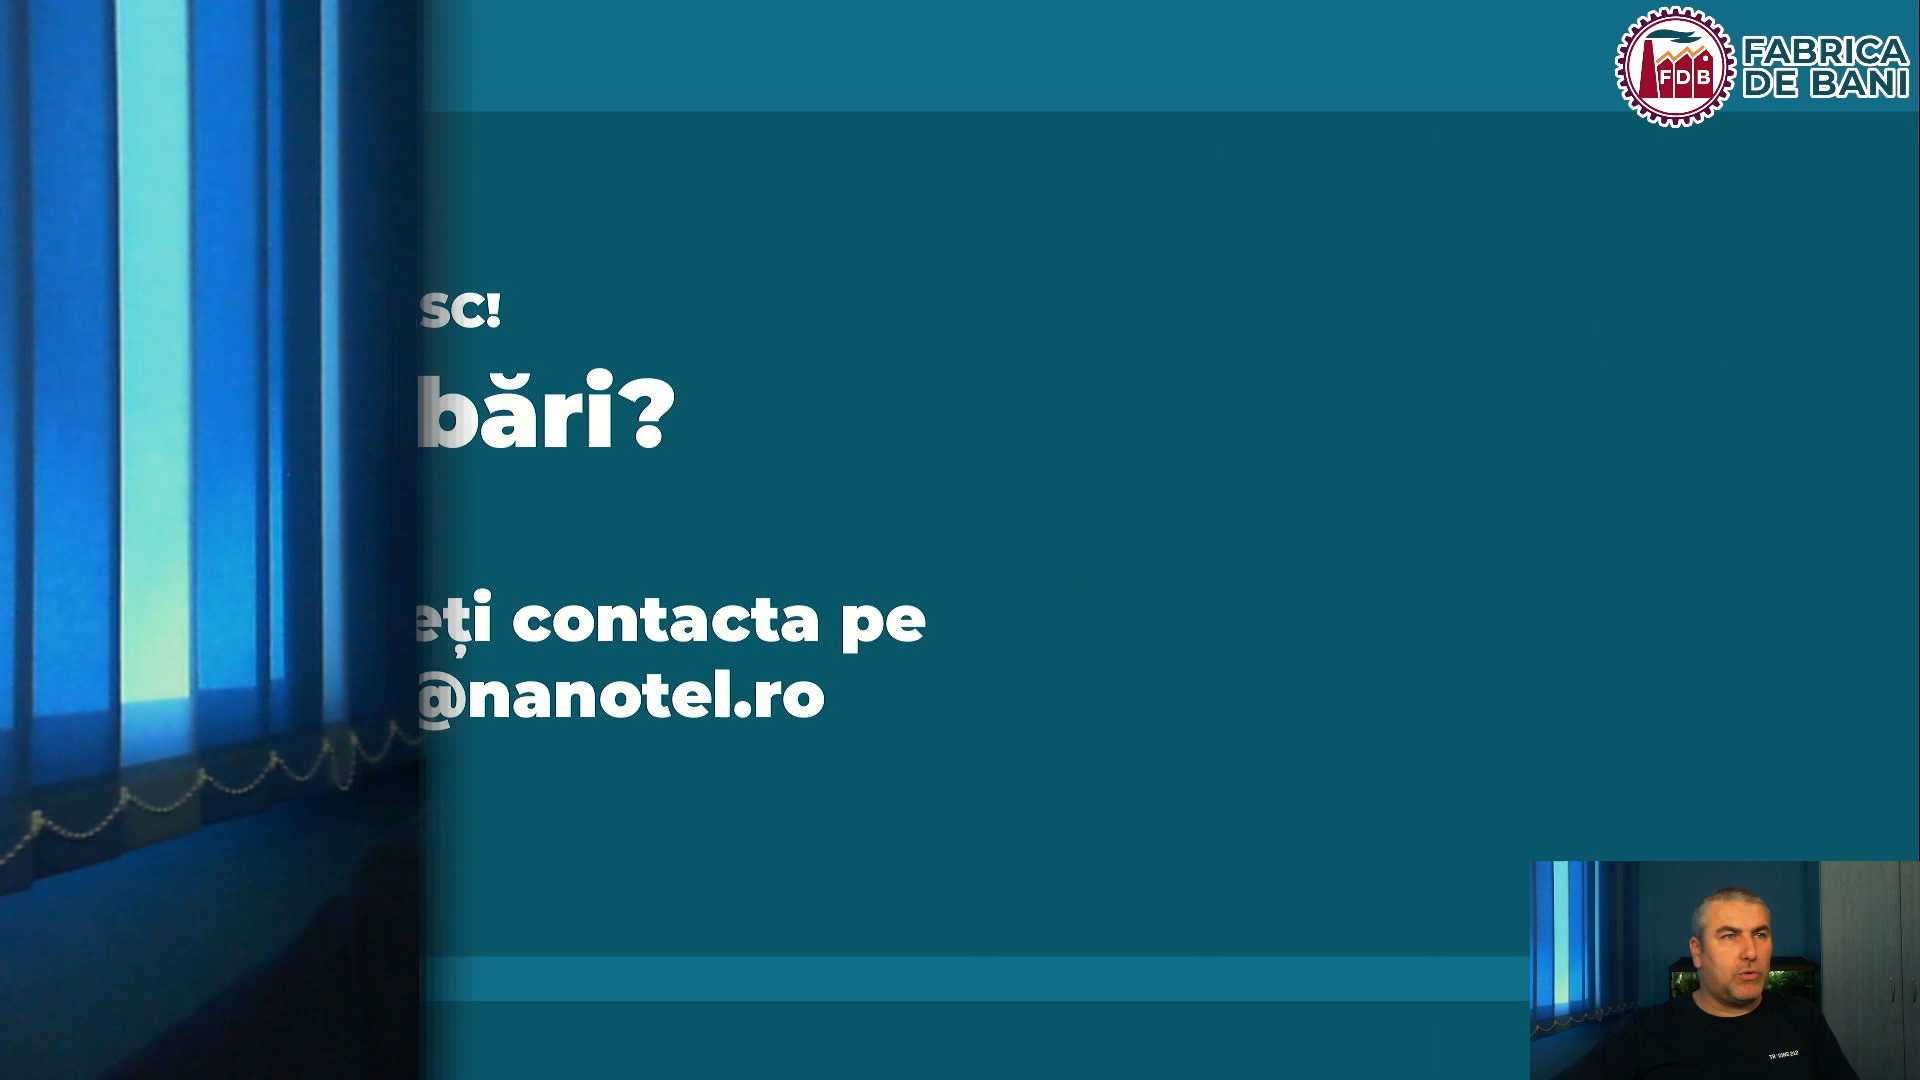 FDB
FABRICA
DE BANI
SC!
bări?
eți contacta pe
@nanotel.ro